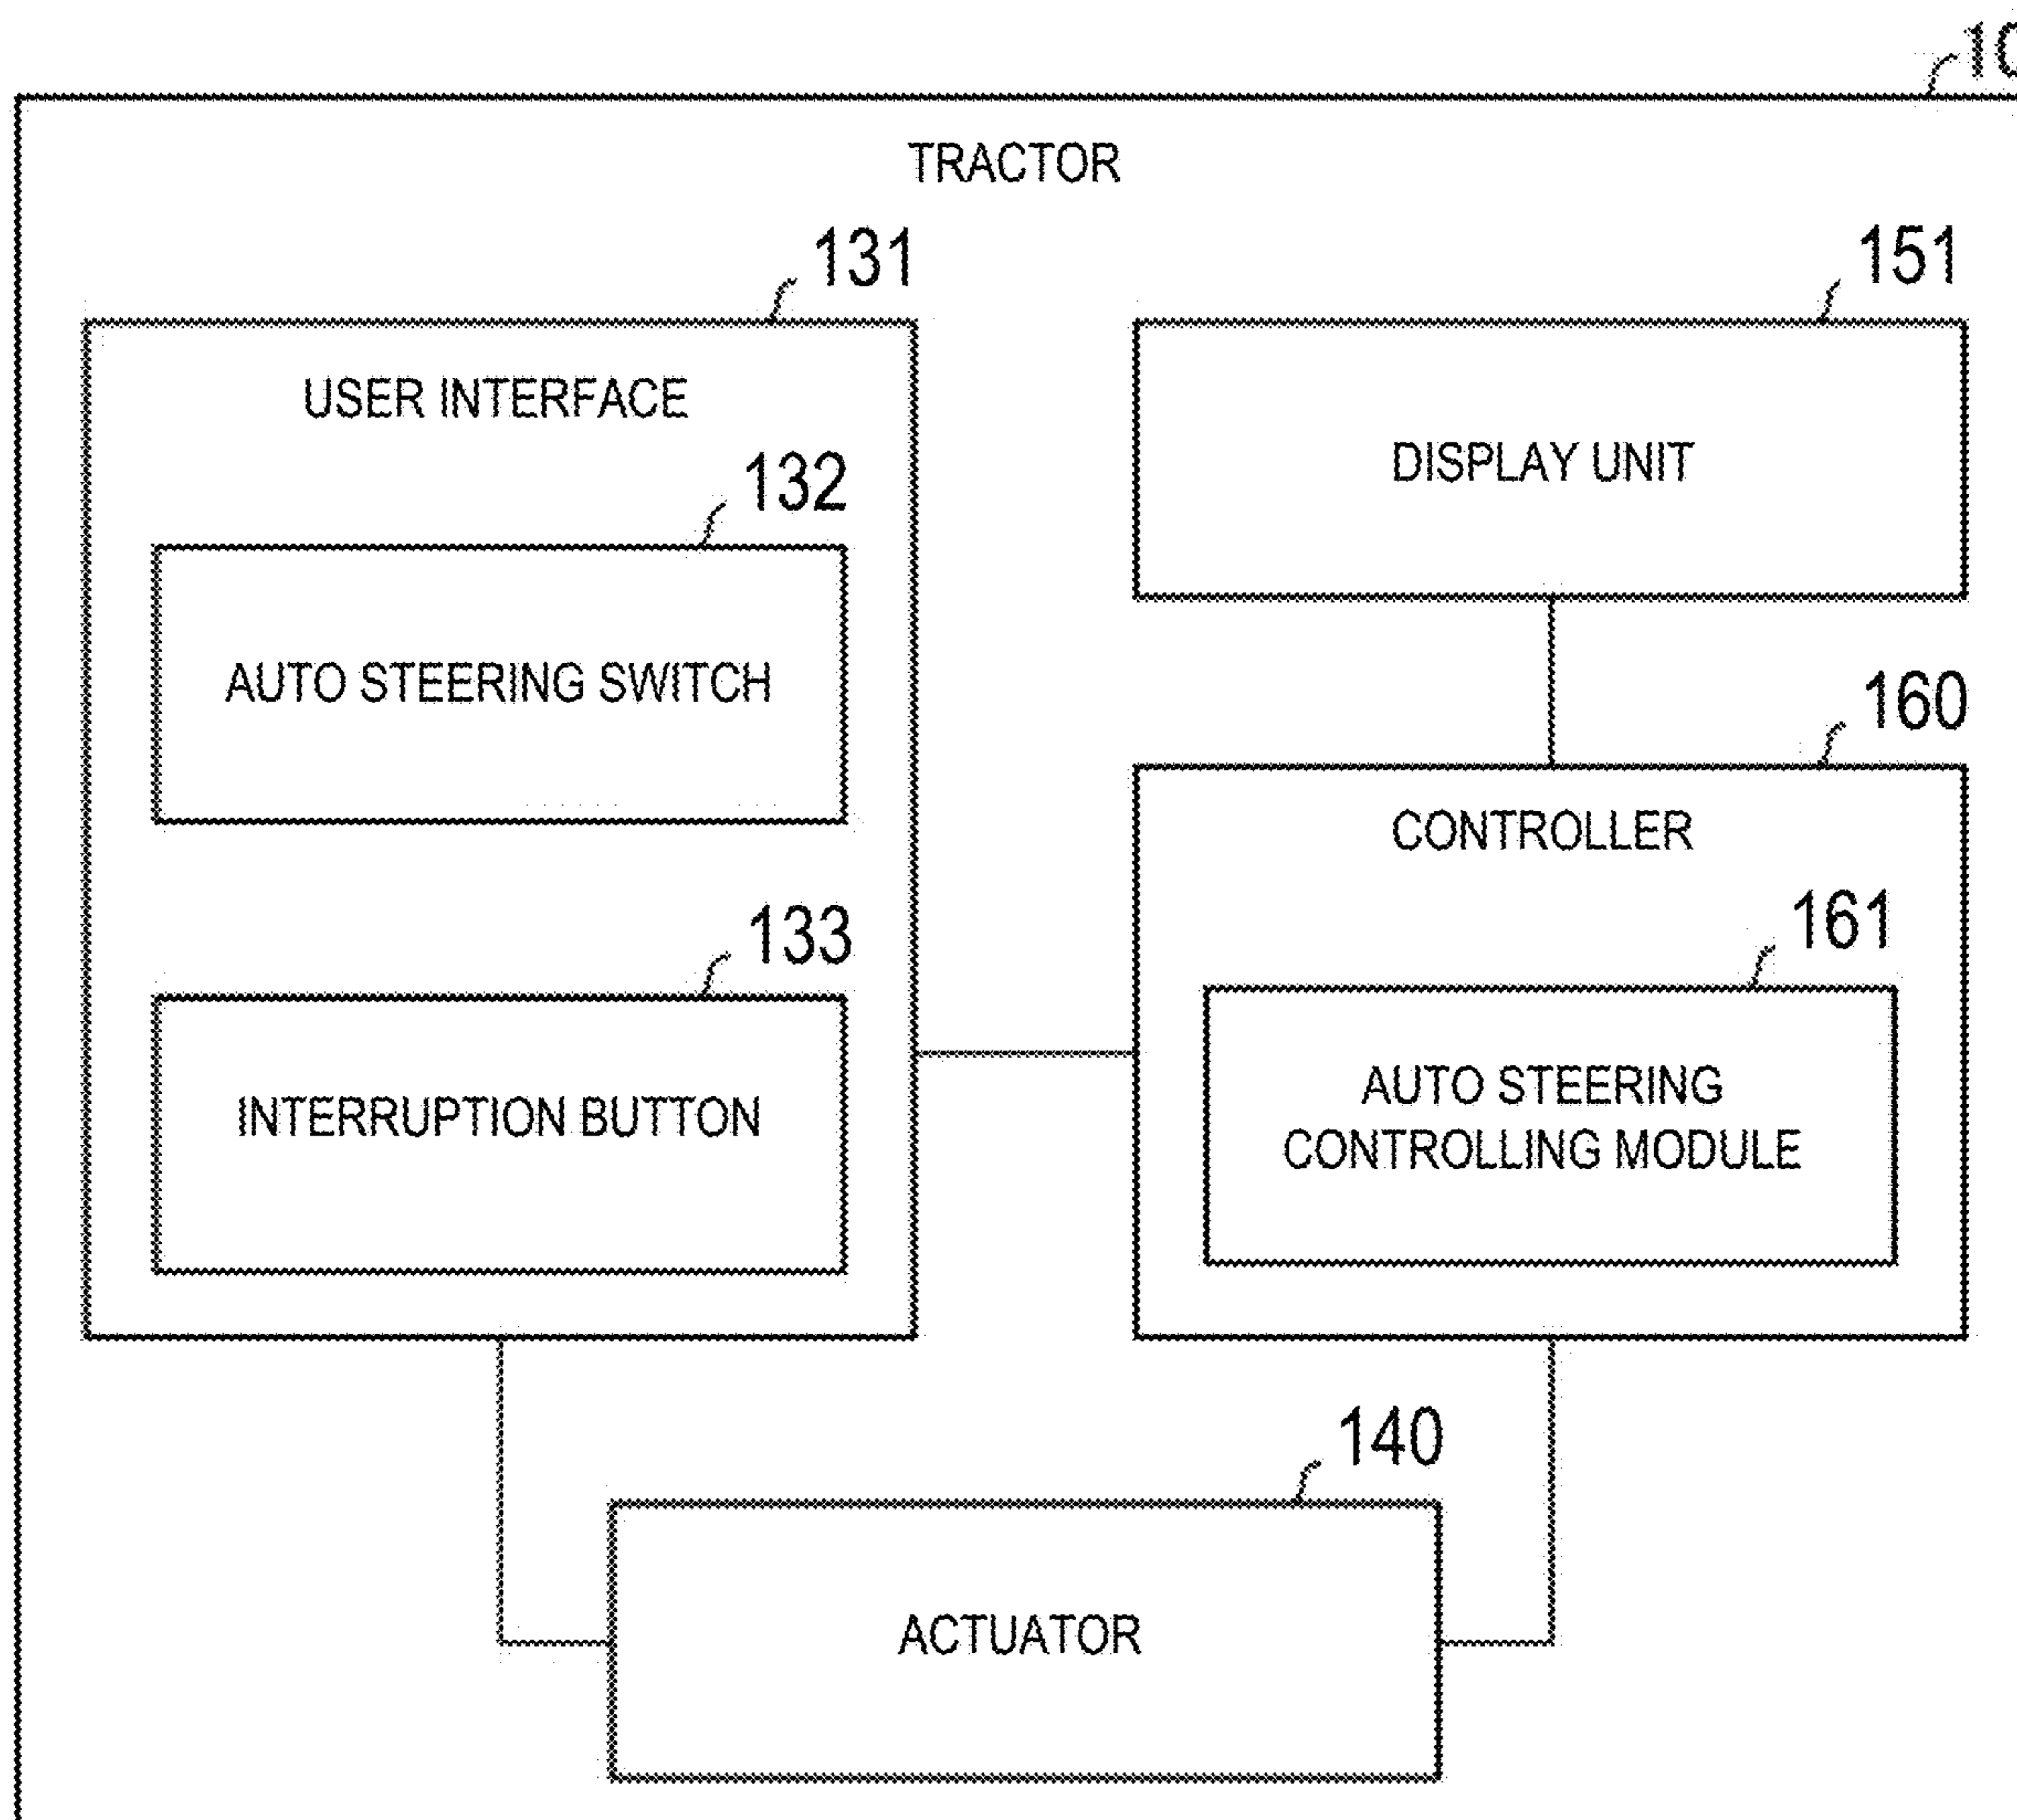 TRACTOR
131
USER INTERFACE
132
AUTO STEERING SWITCH
133
INTERRUPTION BUTTON
151
DISPLAY UNIT
160
CONTROLLER
161
AUTO STEERING
CONTROLLING MODULE
140
ACTUATOR